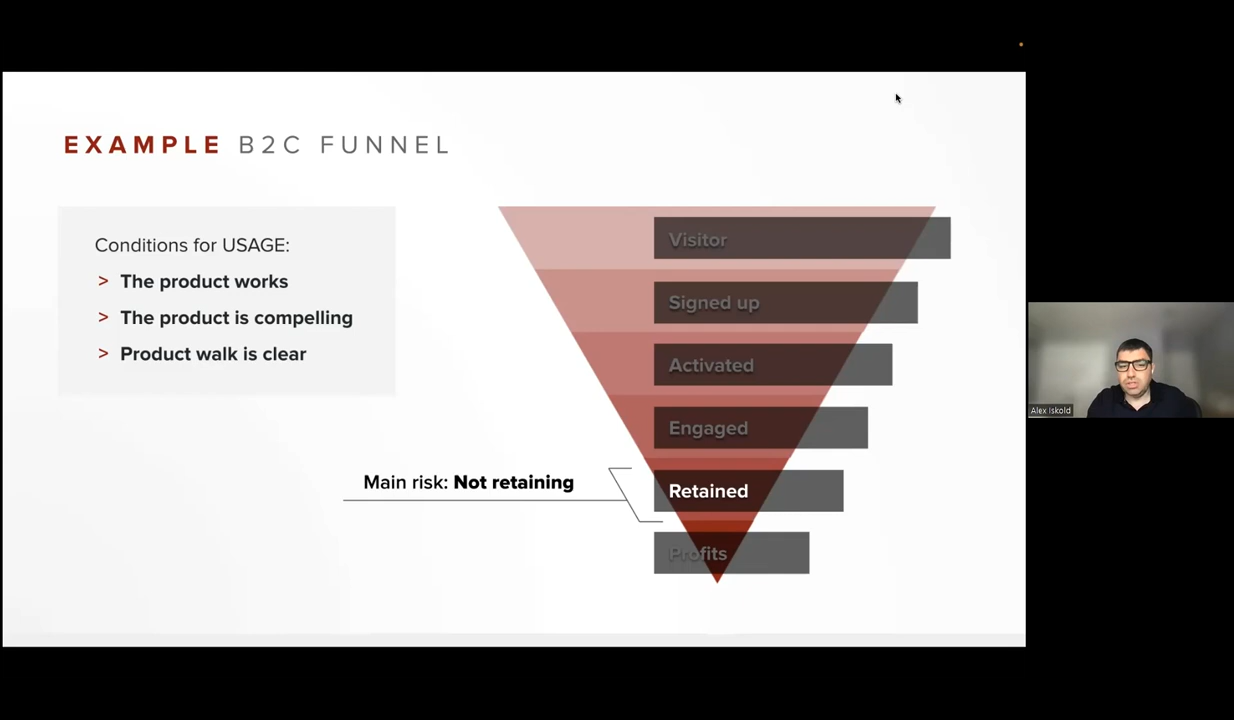 EXAMPLE B2C FUNNEL
Conditions for USAGE:
> The product works
> The product is compelling
> Product walk is clear
Visitor
Signed up
Activated
Engaged
Main risk: Not retaining
Retained
Profits
Alex Iskold